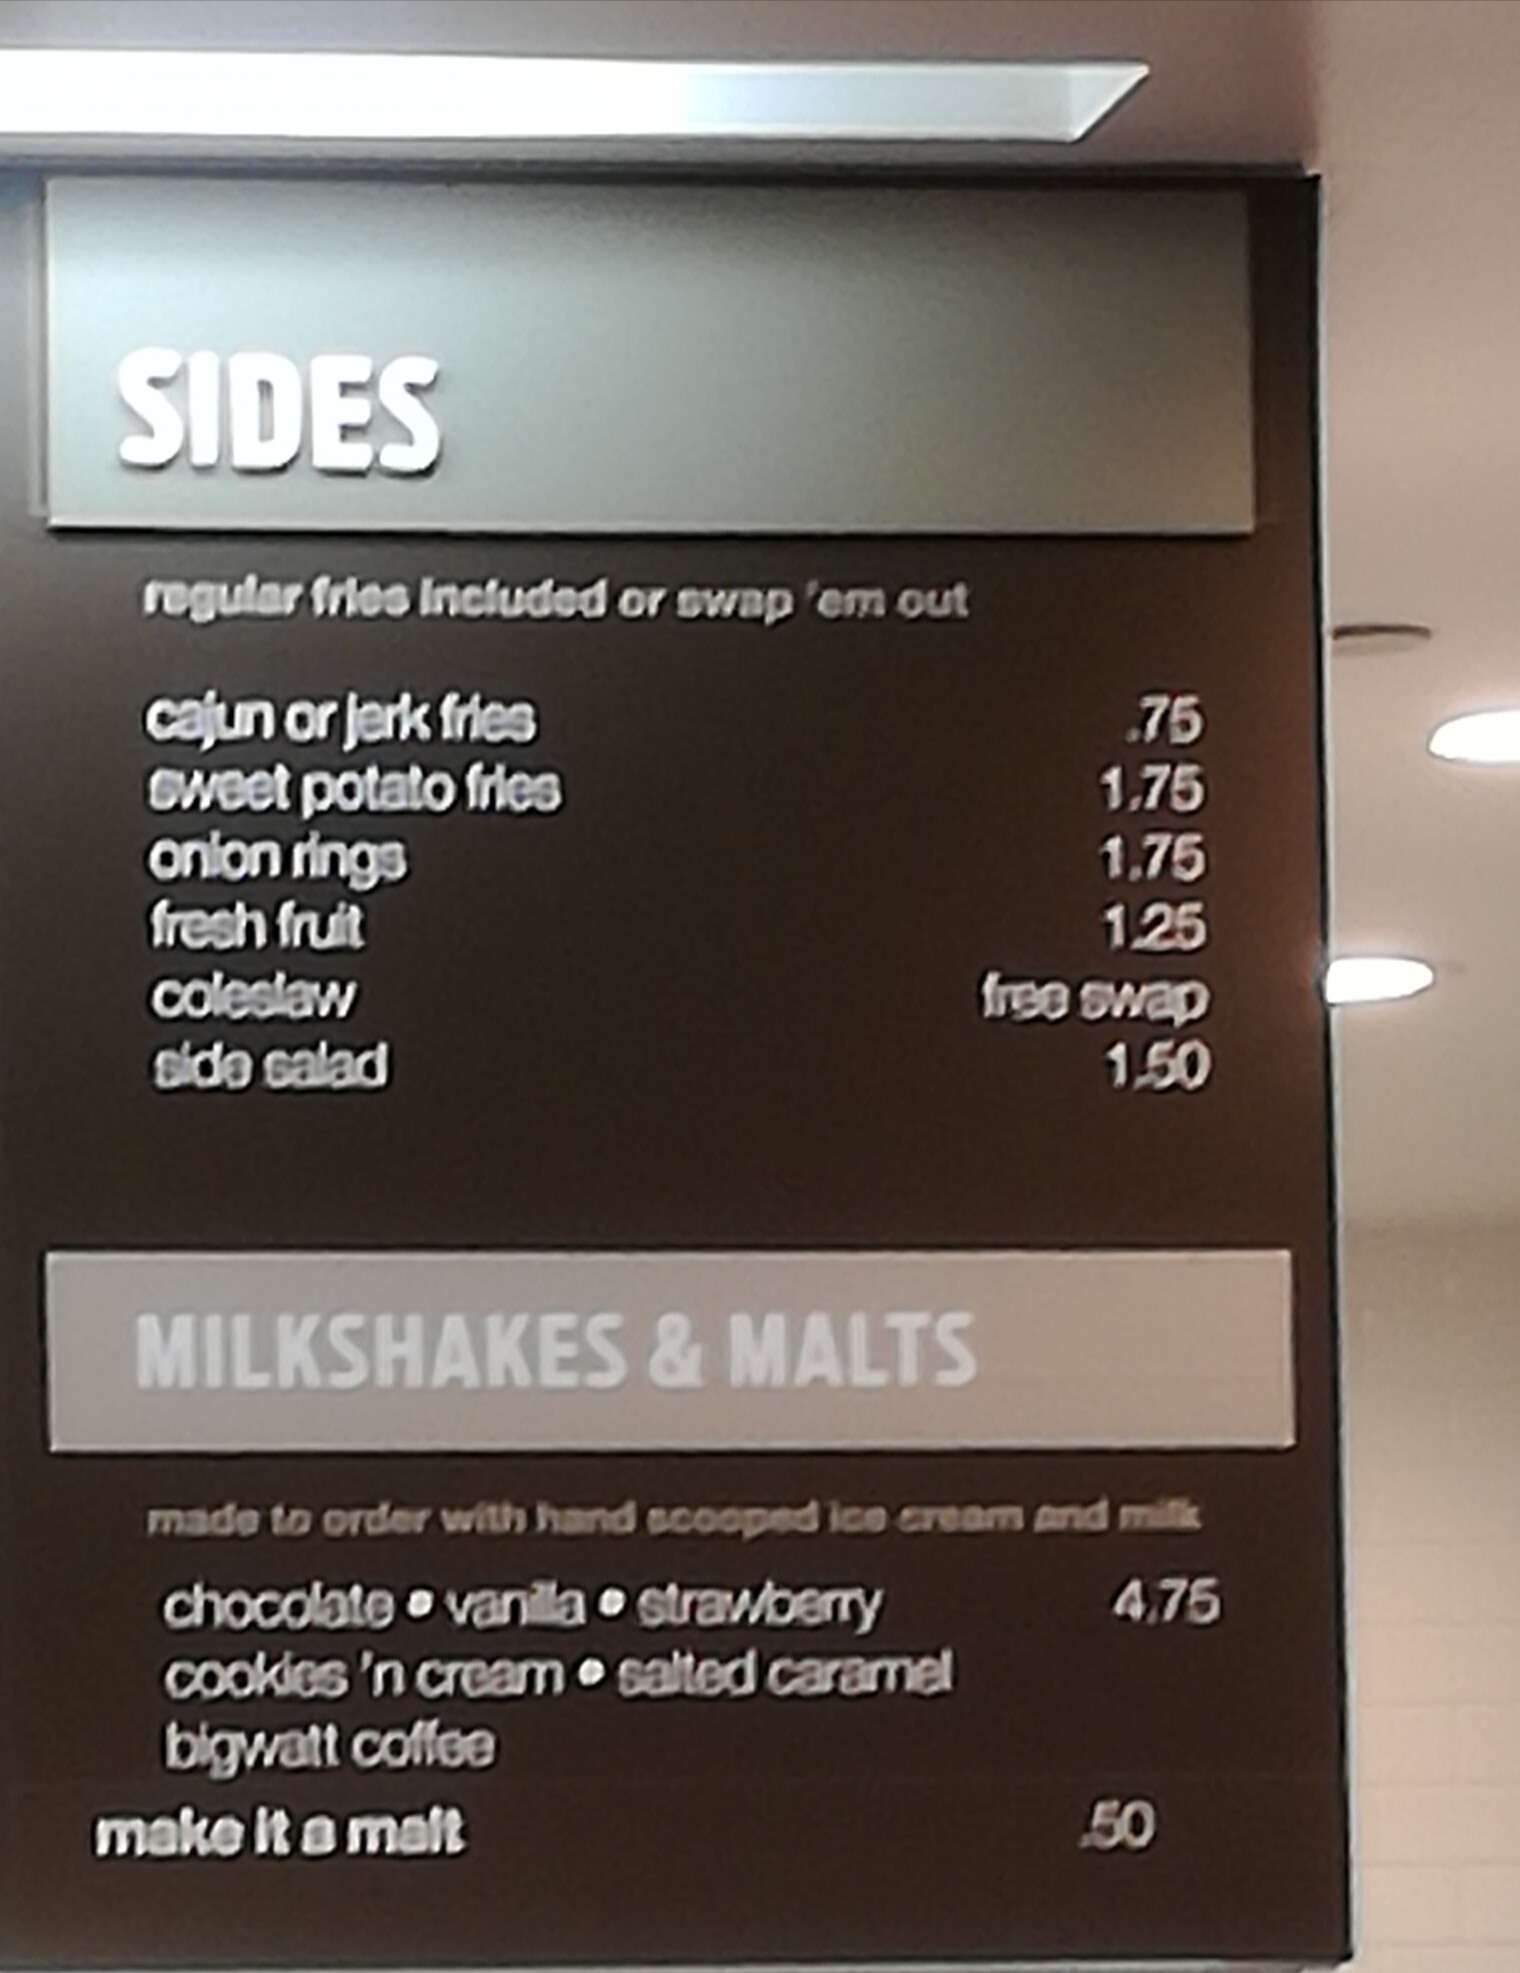 SIDES
regular fries included or swap 'em out
cajun or jerk fries .75
sweet potato fries 1.75
onion rings 1.75
fresh fruit 1.25
coleslaw free swap
side salad 1.50
MILKSHAKES & MALTS
made to order with hand scooped ice cream and milk
chocolate • vanilla • strawberry 4.75
cookies 'n cream • salted caramel
bigwatt coffee
make it a malt .50